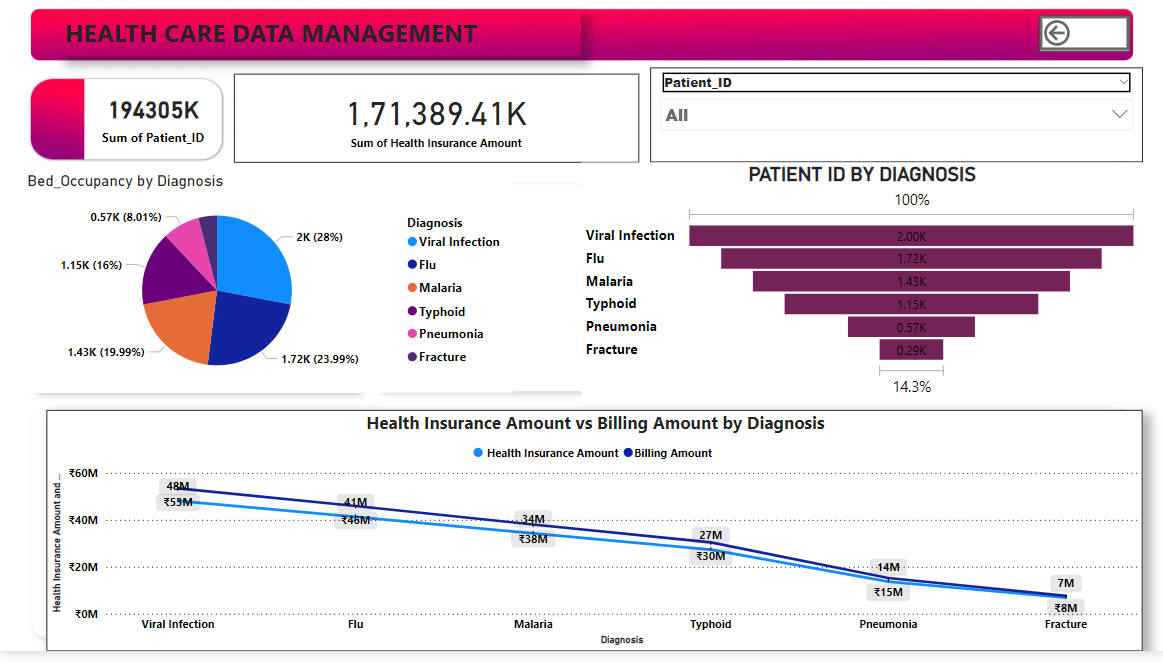 HEALTH CARE DATA MANAGEMENT
194305K
Sum of Patient_ID
1,71,389.41K
Sum of Health Insurance Amount
Patient_ID
All
Bed_Occupancy by Diagnosis
0.57K (8.01%)
2K (28%)
1.15K (16%)
1.43K (19.99%)
1.72K (23.99%)
Diagnosis
Viral Infection
Flu
Malaria
Typhoid
Pneumonia
Fracture
PATIENT ID BY DIAGNOSIS
100%
Viral Infection 2.00K
Flu 1.72K
Malaria 1.43K
Typhoid 1.15K
Pneumonia 0.57K
Fracture 0.29K
14.3%
Health Insurance Amount vs Billing Amount by Diagnosis
Health Insurance Amount Billing Amount
Health Insurance Amount and ...
₹60M
₹40M
₹20M
₹0M
48M
₹53M
41M
₹46M
34M
₹38M
27M
₹30M
14M
₹15M
7M
₹8M
Viral Infection Flu Malaria Typhoid Pneumonia Fracture
Diagnosis